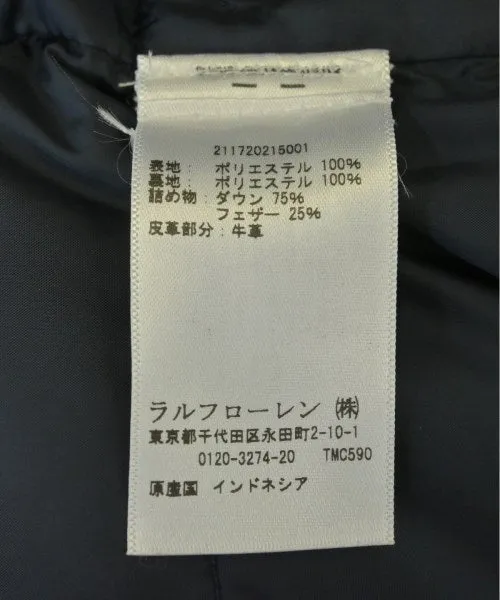 211720215001
表地: ポリエステル 100%
裏地: ポリエステル 100%
詰め物: ダウン 75%
フェザー 25%
皮革部分: 牛革
ラルフローレン ㈱
東京都千代田区永田町2-10-1
0120-3274-20 TMC590
原産国 インドネシア